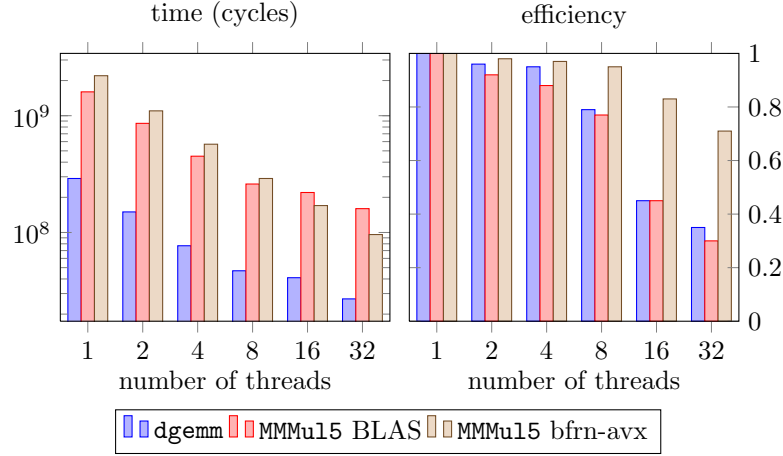 time (cycles)
efficiency
10^9
10^8
1
0.8
0.6
0.4
0.2
0
1 2 4 8 16 32
1 2 4 8 16 32
number of threads
number of threads
dgemm MMMul5 BLAS MMMul5 bfrn-avx